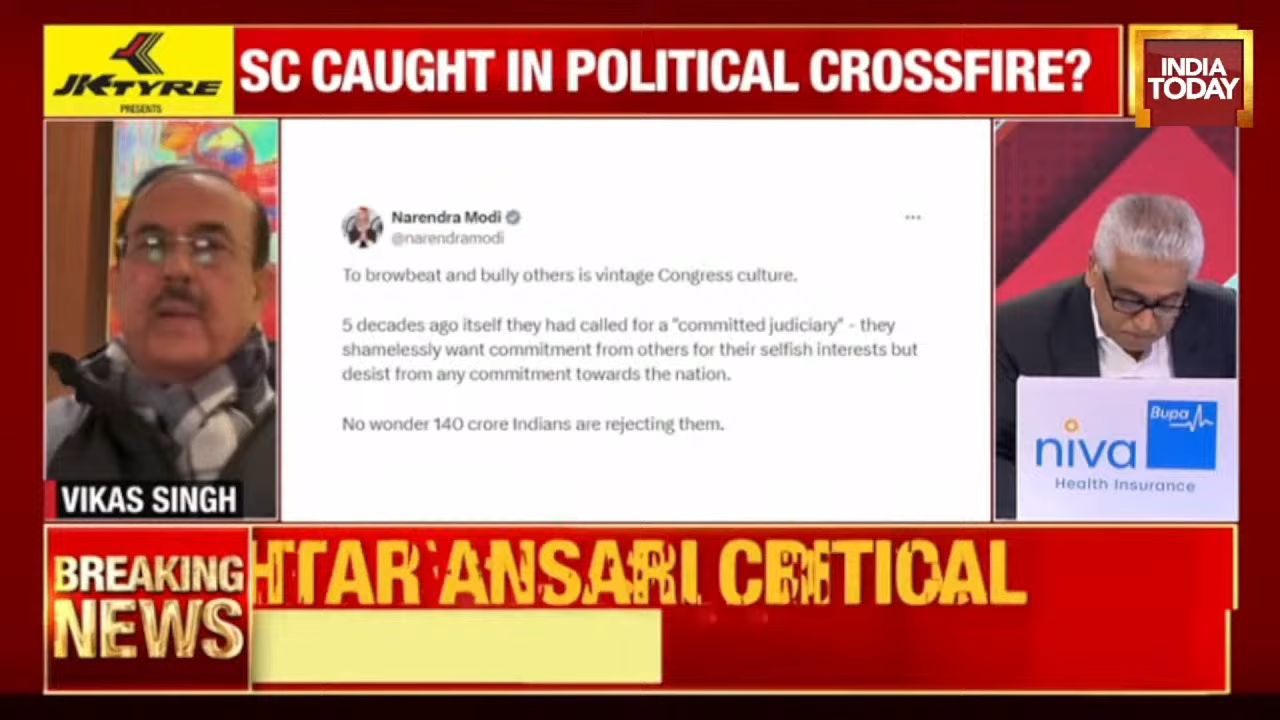 JK TYRE
PRESENTS
SC CAUGHT IN POLITICAL CROSSFIRE?
INDIA
TODAY
Narendra Modi
@narendramodi
To browbeat and bully others is vintage Congress culture.
5 decades ago itself they had called for a "committed judiciary" - they
shamelessly want commitment from others for their selfish interests but
desist from any commitment towards the nation.
No wonder 140 crore Indians are rejecting them.
VIKAS SINGH
niva
Bupa
Health Insurance
BREAKING
NEWS
HTAR ANSARI CRITICAL